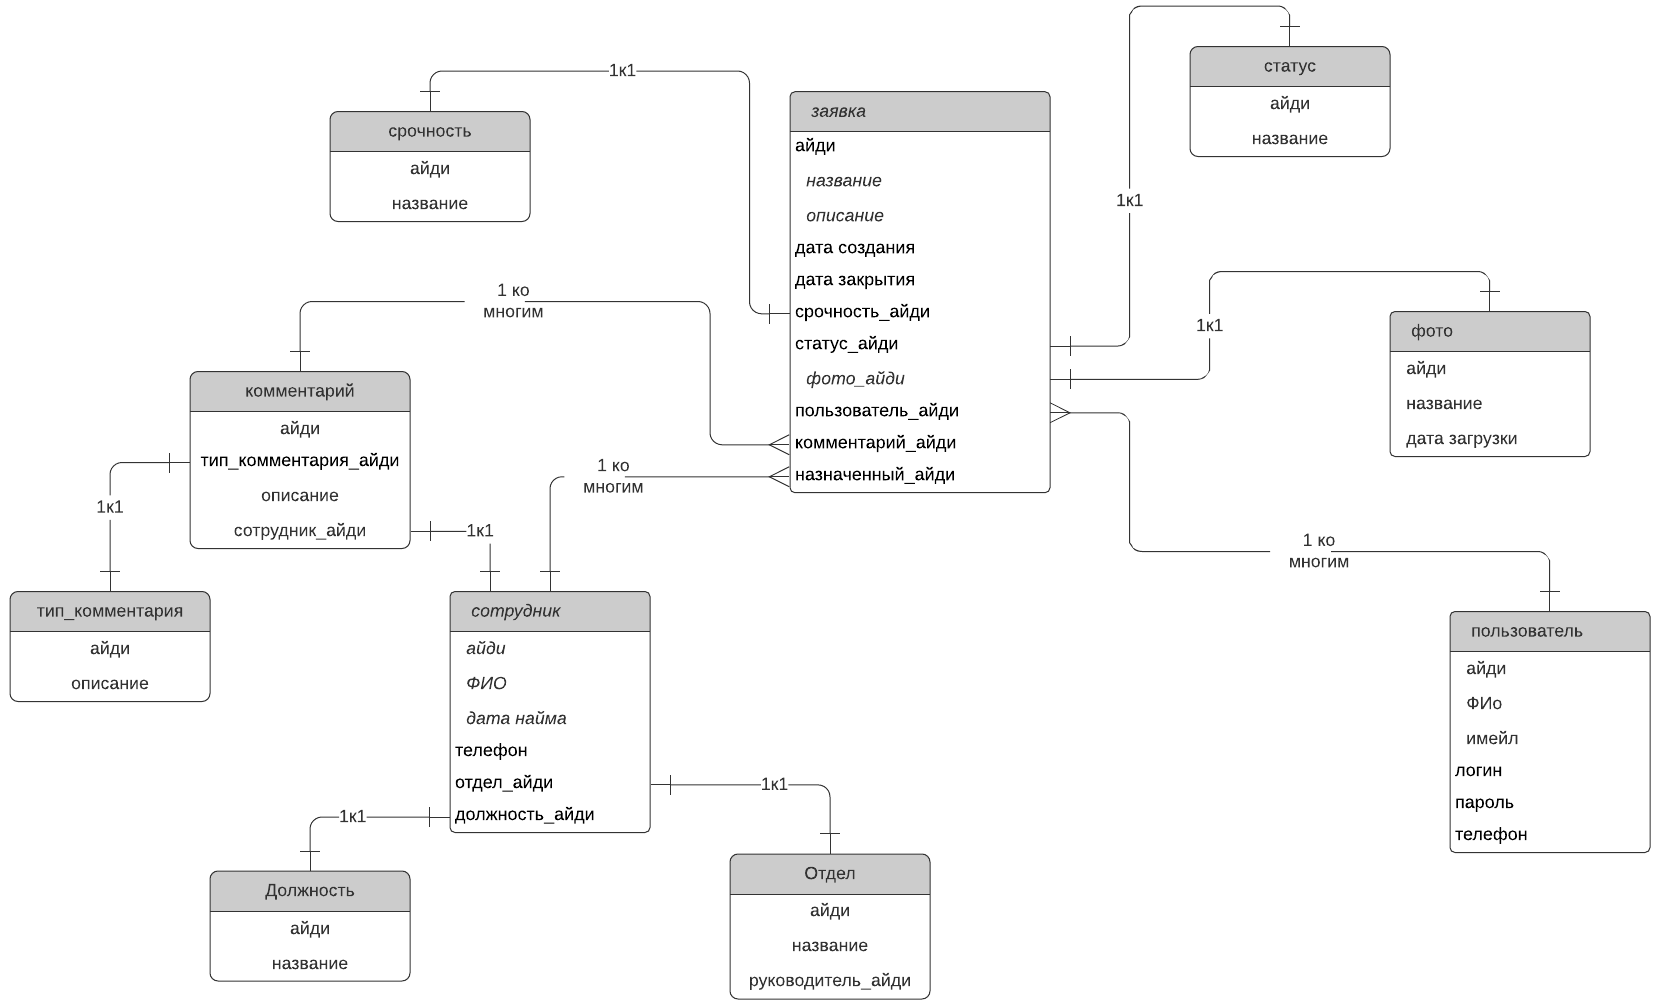 статус
айди
название
1к1
срочность
айди
название
1к1
заявка
айди
название
описание
дата создания
дата закрытия
срочность_айди
статус_айди
фото_айди
пользователь_айди
комментарий_айди
назначенный_айди
1к1
фото
айди
название
дата загрузки
1к1
1 ко
многим
комментарий
айди
тип_комментария_айди
описание
сотрудник_айди
1 ко
многим
1к1
1к1
тип_комментария
айди
описание
сотрудник
айди
ФИО
дата найма
телефон
отдел_айди
должность_айди
1 ко
многим
пользователь
айди
ФИо
имейл
логин
пароль
телефон
1к1
1к1
Должность
айди
название
Отдел
айди
название
руководитель_айди